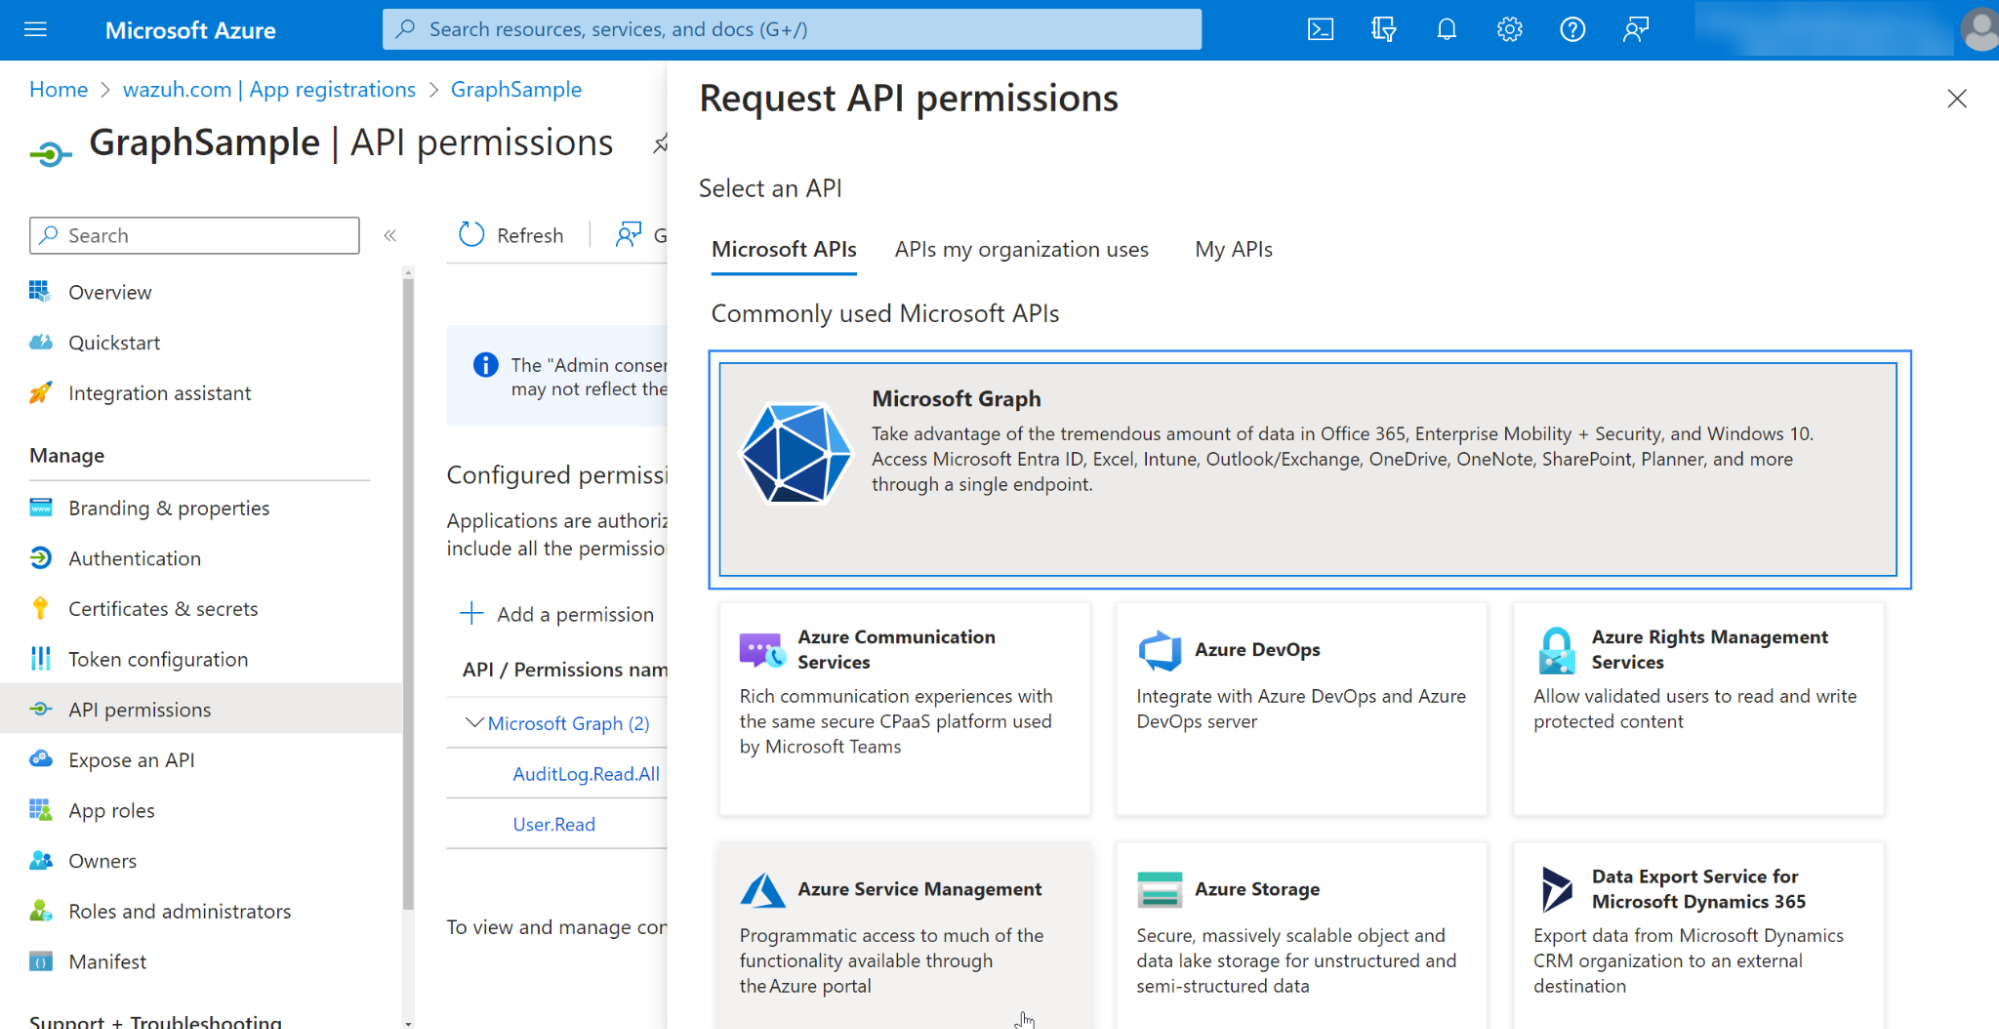 Microsoft Azure
Search resources, services, and docs (G+/)
Home > wazuh.com | App registrations > GraphSample
GraphSample | API permissions
Search
«
Overview
Quickstart
Integration assistant
Manage
Branding & properties
Authentication
Certificates & secrets
Token configuration
API permissions
Expose an API
App roles
Owners
Roles and administrators
Manifest
Support + Troubleshooting
Refresh
G
The "Admin conser
may not reflect the
Configured permissi
Applications are authoriz
include all the permissio
Add a permission
API / Permissions nam
Microsoft Graph (2)
AuditLog.Read.All
User.Read
To view and manage con
Request API permissions
Select an API
Microsoft APIs
APIs my organization uses
My APIs
Commonly used Microsoft APIs
Microsoft Graph
Take advantage of the tremendous amount of data in Office 365, Enterprise Mobility + Security, and Windows 10.
Access Microsoft Entra ID, Excel, Intune, Outlook/Exchange, OneDrive, OneNote, SharePoint, Planner, and more
through a single endpoint.
Azure Communication
Services
Rich communication experiences with
the same secure CPaaS platform used
by Microsoft Teams
Azure DevOps
Integrate with Azure DevOps and Azure
DevOps server
Azure Rights Management
Services
Allow validated users to read and write
protected content
Azure Service Management
Programmatic access to much of the
functionality available through
the Azure portal
Azure Storage
Secure, massively scalable object and
data lake storage for unstructured and
semi-structured data
Data Export Service for
Microsoft Dynamics 365
Export data from Microsoft Dynamics
CRM organization to an external
destination